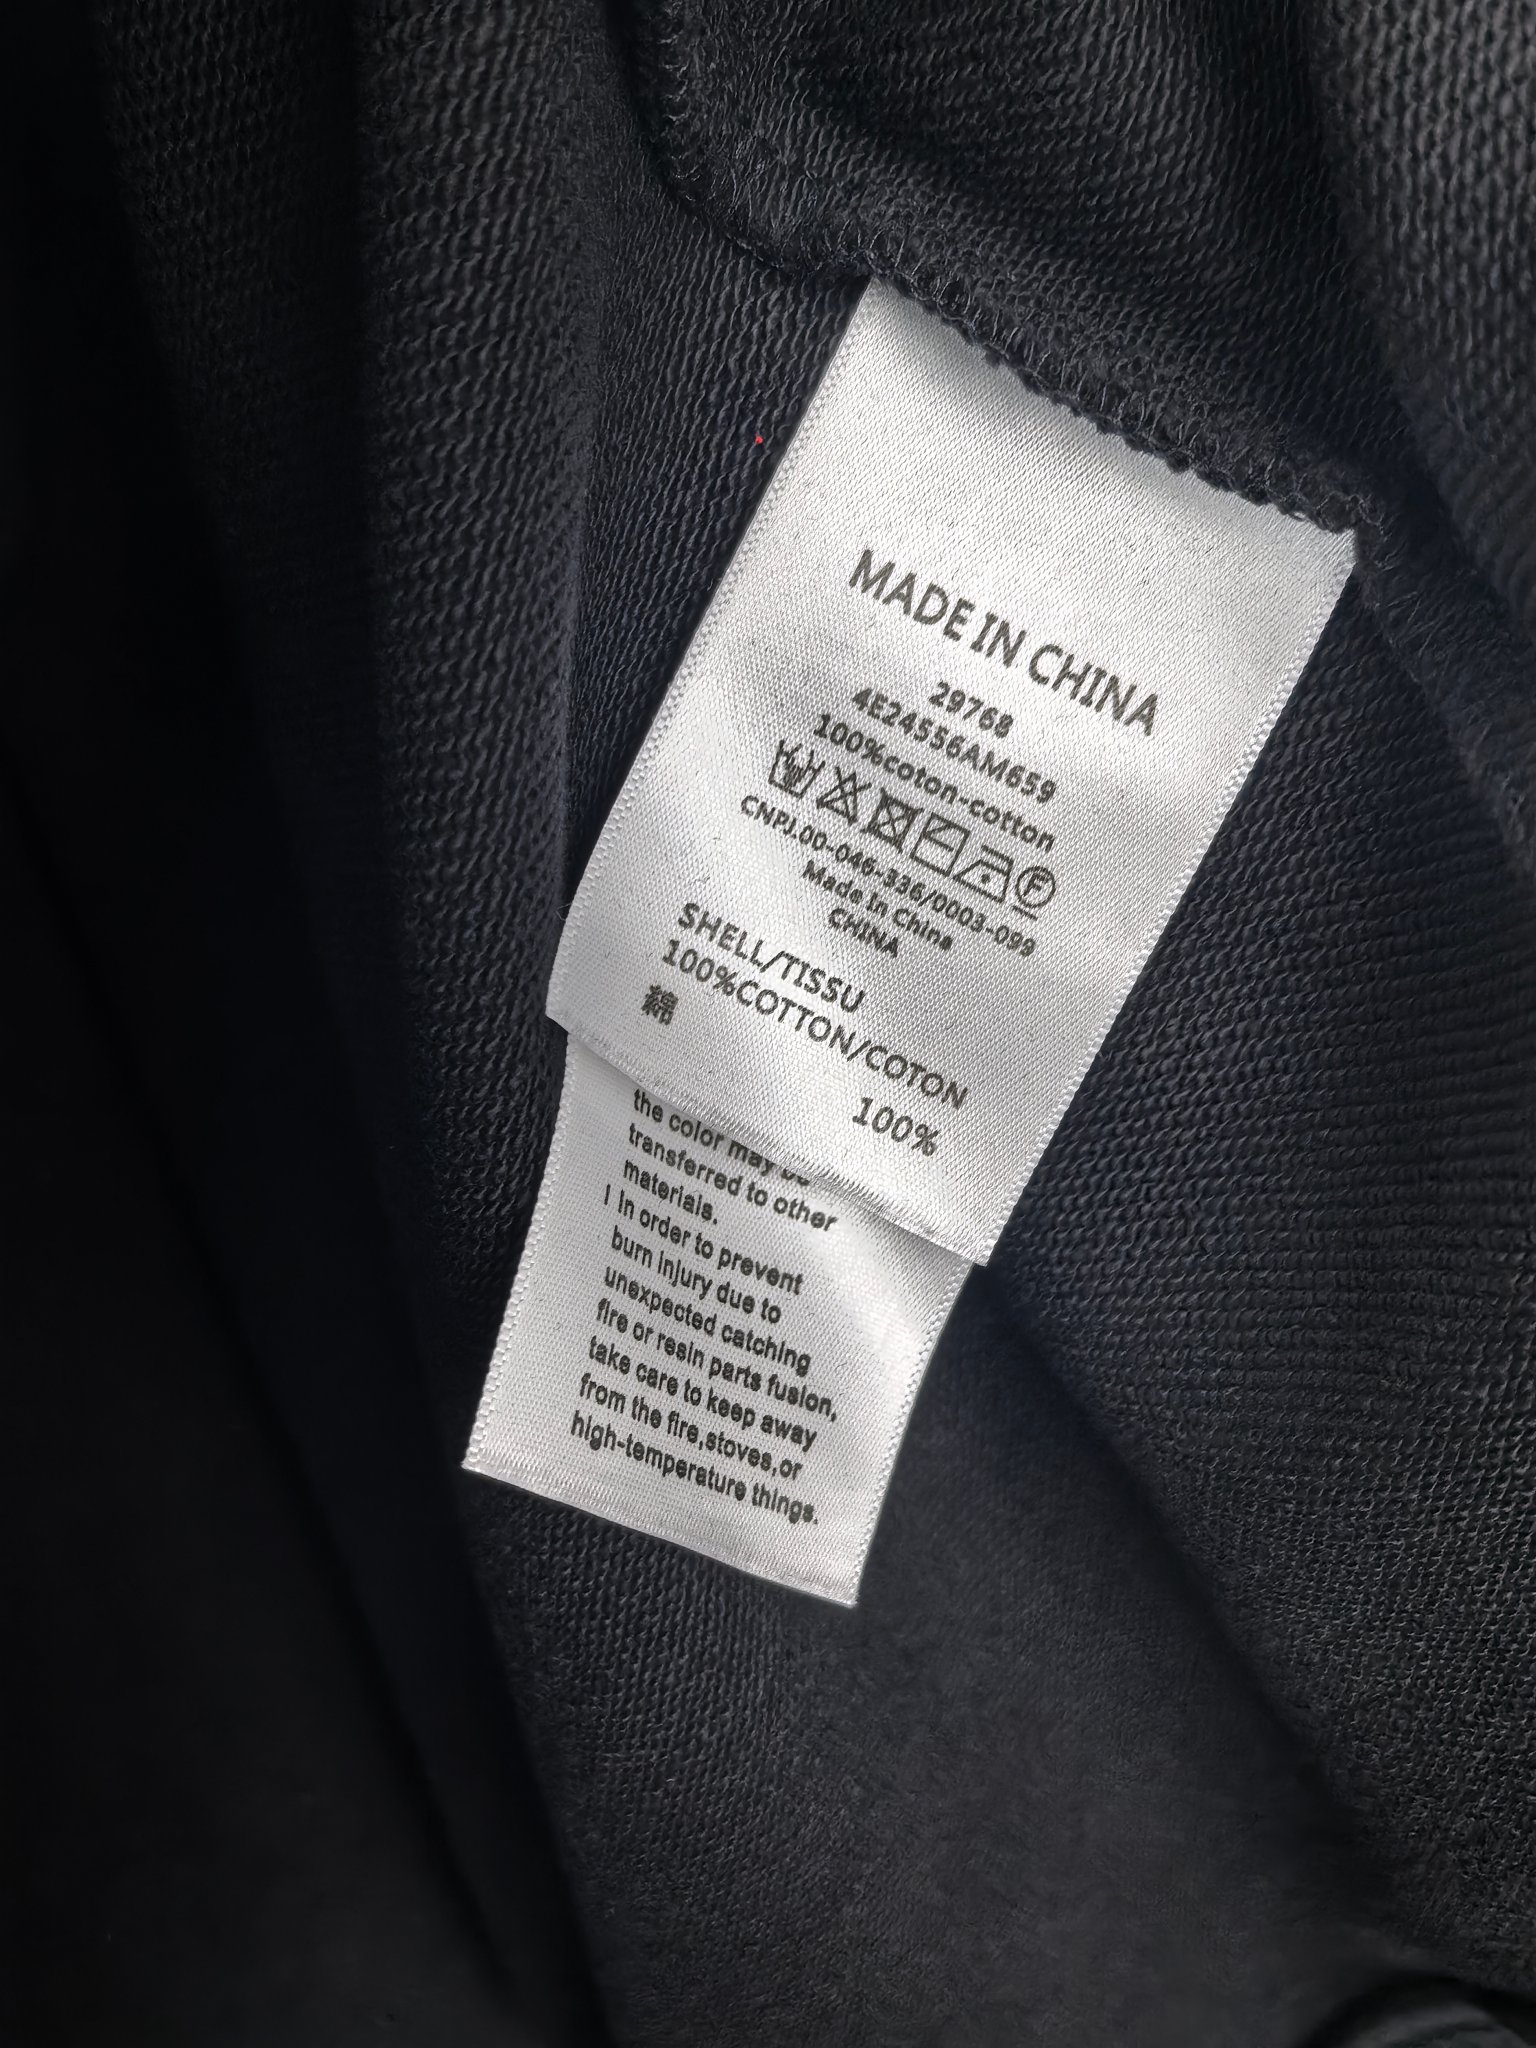 MADE IN CHINA
29768
4E24556AM659
100%coton-cotton
F
CNPJ.00-046-336/0003-099
Made In China
CHINA
SHELL/TISSU
100%COTTON/COTON
綿 100%
the color may be
transferred to other
materials.
l In order to prevent
burn injury due to
unexpected catching
fire or resin parts fusion,
take care to keep away
from the fire,stoves,or
high-temperature things.